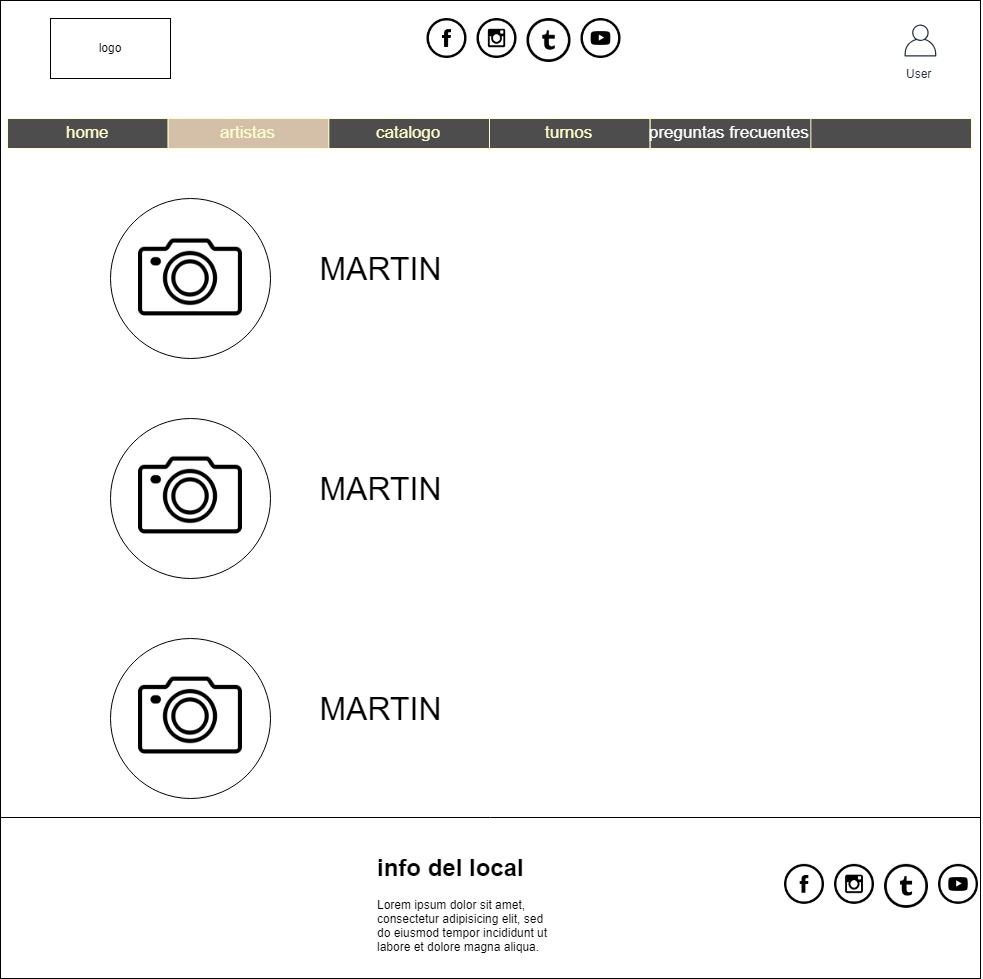 logo
User
home
artistas
catalogo
turnos
preguntas frecuentes
MARTIN
MARTIN
MARTIN
info del local
Lorem ipsum dolor sit amet,
consectetur adipisicing elit, sed
do eiusmod tempor incididunt ut
labore et dolore magna aliqua.